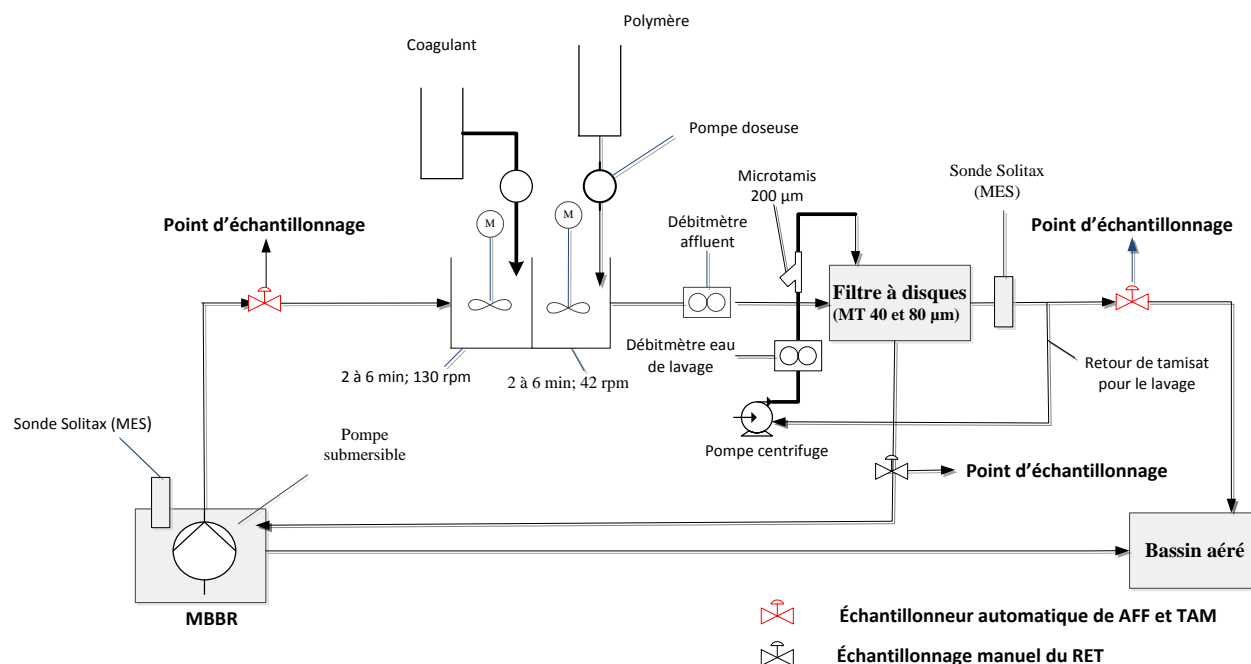 Polymère
Coagulant
Pompe doseuse
Microtamis
200 µm
Sonde Solitax
(MES)
Point d'échantillonnage
M
M
Débitmètre
affluent
Point d'échantillonnage
Filtre à disques
(MT 40 et 80 µm)
Débitmètre eau
de lavage
Retour de tamisat
pour le lavage
2 à 6 min; 130 rpm
2 à 6 min; 42 rpm
Sonde Solitax (MES)
Pompe
submersible
Pompe centrifuge
Point d'échantillonnage
Bassin aéré
MBBR
Échantillonneur automatique de AFF et TAM
Échantillonnage manuel du RET